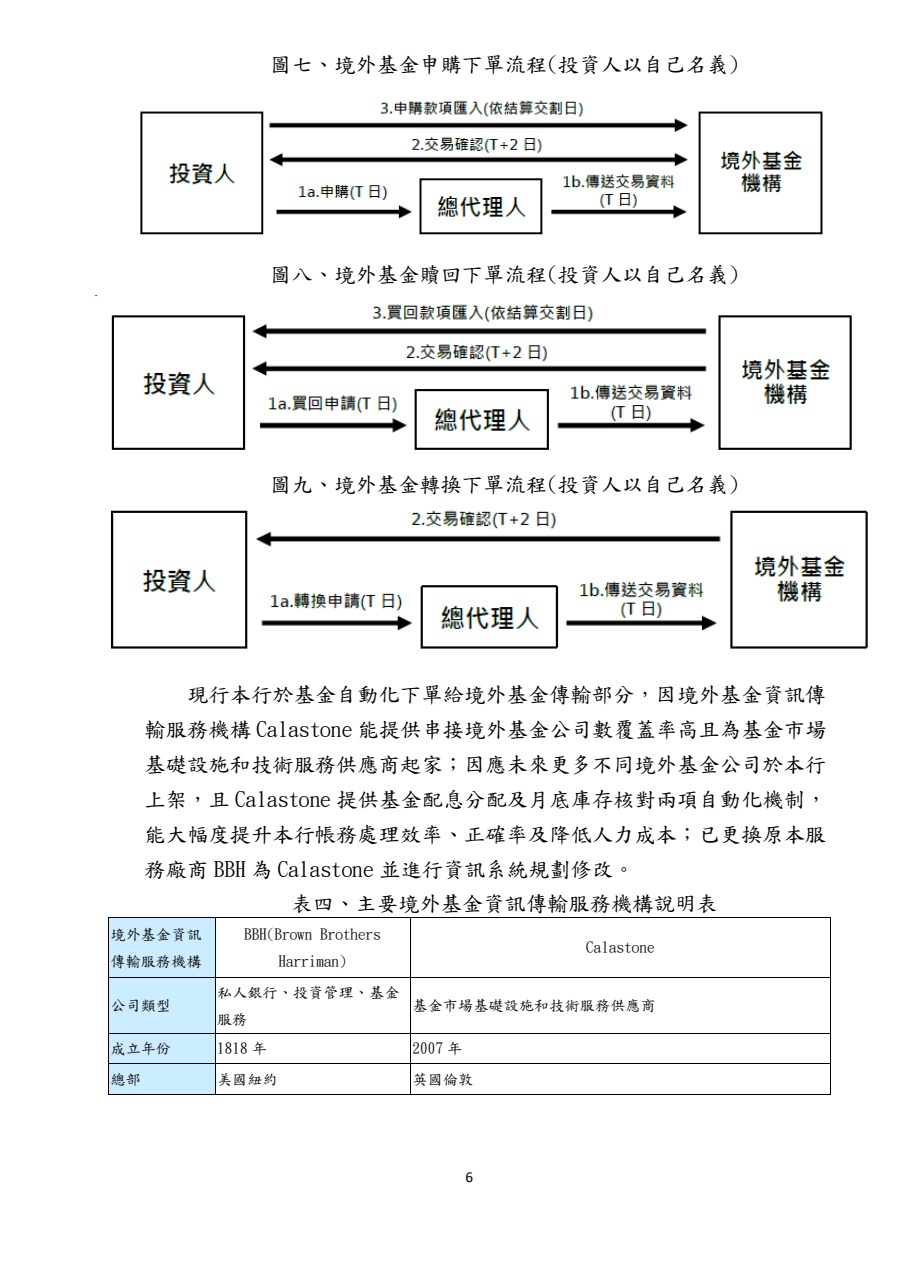 圖七、境外基金申購下單流程(投資人以自己名義)
3.申購款項匯入(依結算交割日)
2.交易確認(T+2 日)
投資人
境外基金
機構
1a.申購(T 日)
總代理人
1b.傳送交易資料
(T 日)
圖八、境外基金贖回下單流程(投資人以自己名義)
3.買回款項匯入(依結算交割日)
2.交易確認(T+2 日)
投資人
境外基金
機構
1a.買回申請(T 日)
總代理人
1b.傳送交易資料
(T 日)
圖九、境外基金轉換下單流程(投資人以自己名義)
2.交易確認(T+2 日)
投資人
境外基金
機構
1a.轉換申請(T 日)
總代理人
1b.傳送交易資料
(T 日)
現行本行於基金自動化下單給境外基金傳輸部分，因境外基金資訊傳
輸服務機構 Calastone 能提供串接境外基金公司數覆蓋率高且為基金市場
基礎設施和技術服務供應商起家；因應未來更多不同境外基金公司於本行
上架，且 Calastone 提供基金配息分配及月底庫存核對兩項自動化機制，
能大幅度提升本行帳務處理效率、正確率及降低人力成本；已更換原本服
務廠商 BBH 為 Calastone 並進行資訊系統規劃修改。
表四、主要境外基金資訊傳輸服務機構說明表
境外基金資訊
傳輸服務機構
BBH(Brown Brothers
Harriman)
Calastone
公司類型
私人銀行、投資管理、基金
服務
基金市場基礎設施和技術服務供應商
成立年份
1818 年
2007 年
總部
美國紐約
英國倫敦
6